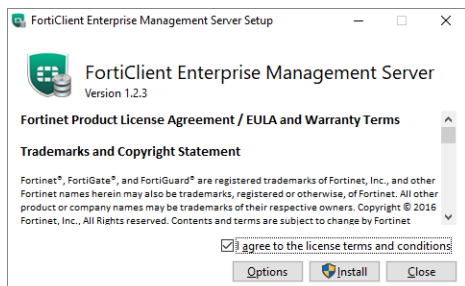 FortiClient Enterprise Management Server Setup
FortiClient Enterprise Management Server
Version 1.2.3
Fortinet Product License Agreement / EULA and Warranty Terms
Trademarks and Copyright Statement
Fortinet®, FortiGate®, and FortiGuard® are registered trademarks of Fortinet, Inc., and other
Fortinet names herein may also be trademarks, registered or otherwise, of Fortinet. All other
product or company names may be trademarks of their respective owners. Copyright © 2016
Fortinet, Inc., All Rights reserved. Contents and terms are subject to change by Fortinet
I agree to the license terms and conditions
Options Install Close